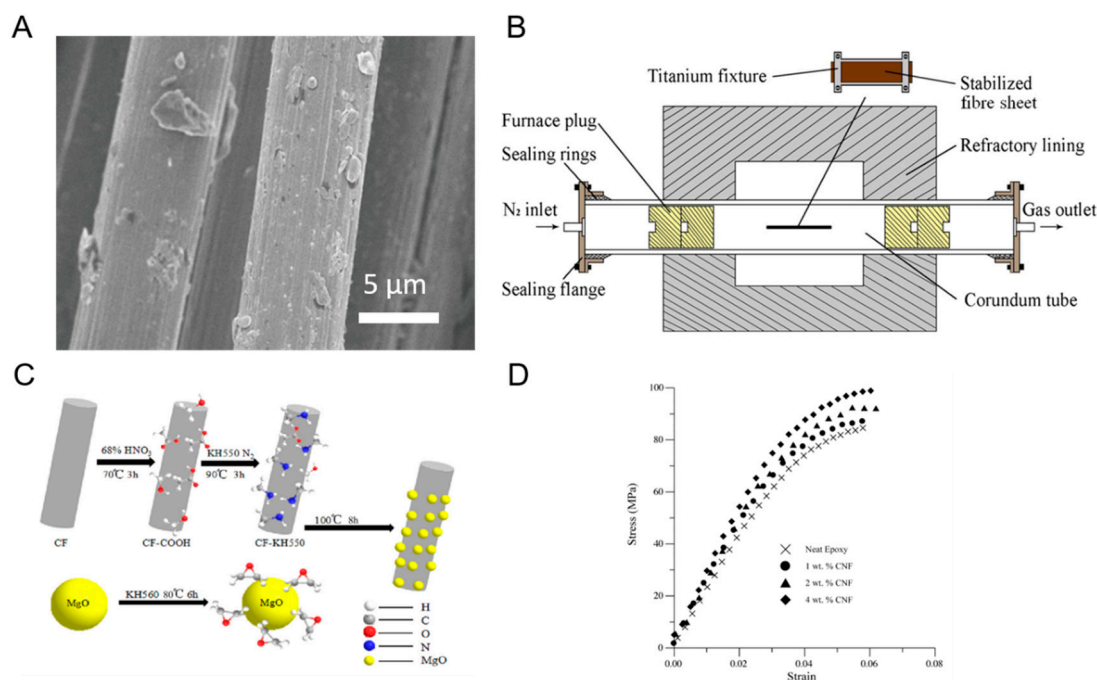 A
5 μm
B
Titanium fixture
Stabilized
fibre sheet
Furnace plug
Sealing rings
Refractory lining
N₂ inlet
Gas outlet
Sealing flange
Corundum tube
C
68% HNO₃
70℃ 3h
KH550 N₂
90℃ 3h
100℃ 8h
CF
CF-COOH
CF-KH550
MgO
KH560 80℃ 6h
MgO
H
C
O
N
MgO
D
100
80
60
40
20
0
Stress (MPa)
Neat Epoxy
1 wt. % CNF
2 wt. % CNF
4 wt. % CNF
0.00
0.02
0.04
0.06
0.08
Strain